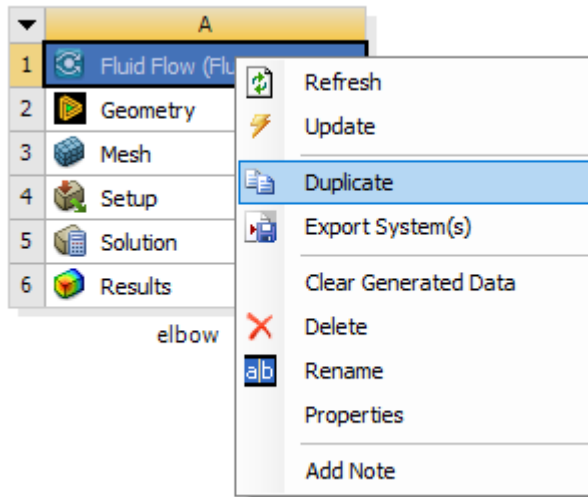 A
1 Fluid Flow (Flu
2 Geometry
3 Mesh
4 Setup
5 Solution
6 Results
elbow
Refresh
Update
Duplicate
Export System(s)
Clear Generated Data
Delete
a|b Rename
Properties
Add Note